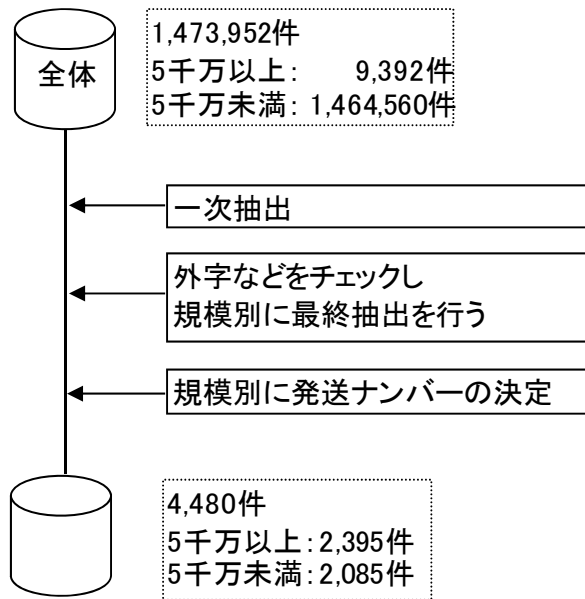 全体
1,473,952件
5千万以上: 9,392件
5千万未満: 1,464,560件
一次抽出
外字などをチェックし
規模別に最終抽出を行う
規模別に発送ナンバーの決定
4,480件
5千万以上:2,395件
5千万未満:2,085件